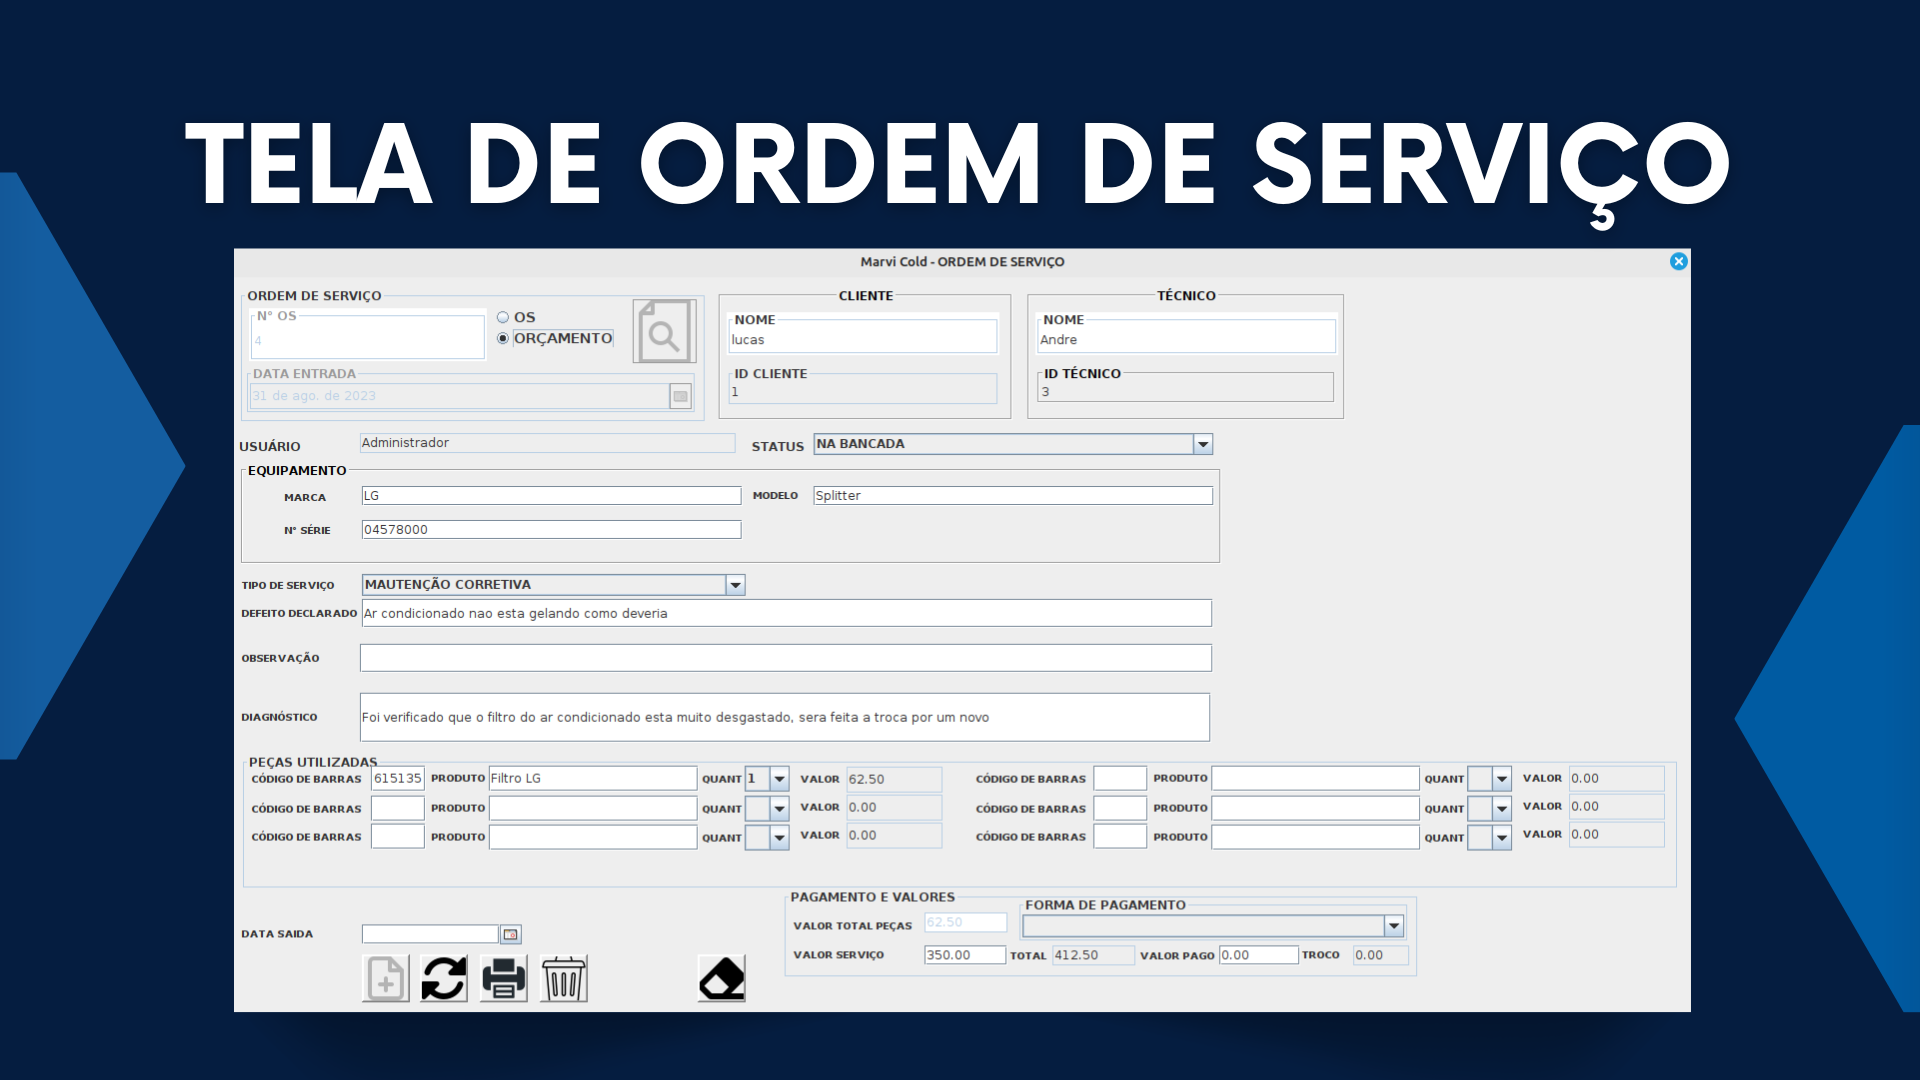 TELA DE ORDEM DE SERVIÇO
Marvi Cold - ORDEM DE SERVIÇO
ORDEM DE SERVIÇO
N° OS
4
OS
ORÇAMENTO
DATA ENTRADA
31 de ago. de 2023
CLIENTE
NOME
lucas
ID CLIENTE
1
TÉCNICO
NOME
Andre
ID TÉCNICO
3
USUÁRIO Administrador STATUS NA BANCADA
EQUIPAMENTO
MARCA LG MODELO Splitter
N° SÉRIE 04578000
TIPO DE SERVIÇO MAUTENÇÃO CORRETIVA
DEFEITO DECLARADO Ar condicionado nao esta gelando como deveria
OBSERVAÇÃO
DIAGNÓSTICO Foi verificado que o filtro do ar condicionado esta muito desgastado, sera feita a troca por um novo
PEÇAS UTILIZADAS
CÓDIGO DE BARRAS 615135 PRODUTO Filtro LG QUANT 1 VALOR 62.50 CÓDIGO DE BARRAS PRODUTO QUANT VALOR 0.00
CÓDIGO DE BARRAS PRODUTO QUANT VALOR 0.00 CÓDIGO DE BARRAS PRODUTO QUANT VALOR 0.00
CÓDIGO DE BARRAS PRODUTO QUANT VALOR 0.00 CÓDIGO DE BARRAS PRODUTO QUANT VALOR 0.00
DATA SAIDA
PAGAMENTO E VALORES
VALOR TOTAL PEÇAS 62.50
FORMA DE PAGAMENTO
VALOR SERVIÇO 350.00 TOTAL 412.50 VALOR PAGO 0.00 TROCO 0.00